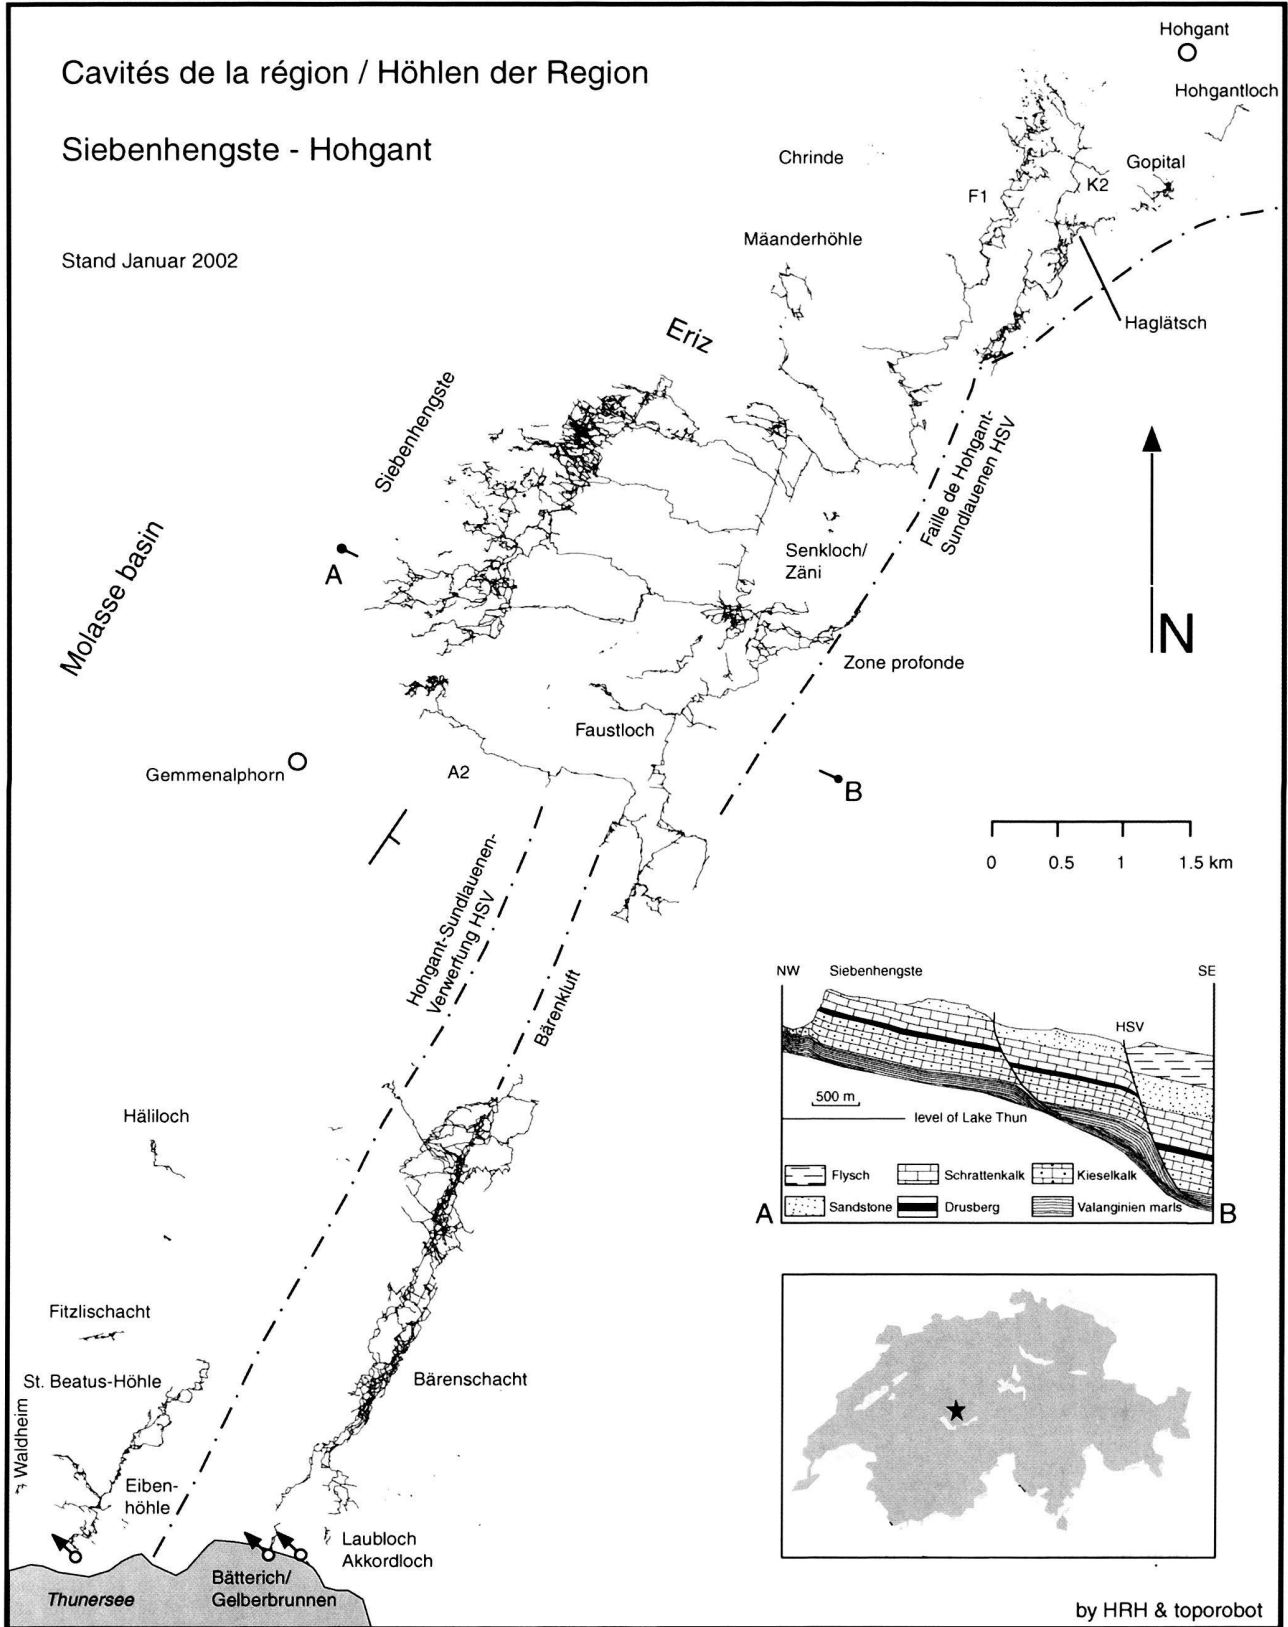 Cavités de la région / Höhlen der Region
Siebenhengste - Hohgant
Stand Januar 2002
Hohgant
Hohgantloch
Chrinde
Gopital
F1
K2
Mäanderhöhle
Haglätsch
Eriz
Siebenhengste
Faille de Hohgant-
Sundlauenen HSV
Molasse basin
A
Senkloch/
Zäni
N
Zone profonde
Faustloch
Gemmenalphorn
A2
B
0 0.5 1 1.5 km
Hohgant-Sundlauenen-
Verwerfung HSV
Bärenkluft
NW
Siebenhengste
SE
HSV
500 m
level of Lake Thun
Flysch
Schrattenkalk
Kieselkalk
Sandstone
Drusberg
Valanginien marls
A
B
Häliloch
Fitzlischacht
St. Beatus-Höhle
Bärenschacht
Waldheim
Eiben-
höhle
Laubloch
Akkordloch
Bätterich/
Gelberbrunnen
Thunersee
by HRH & toporobot